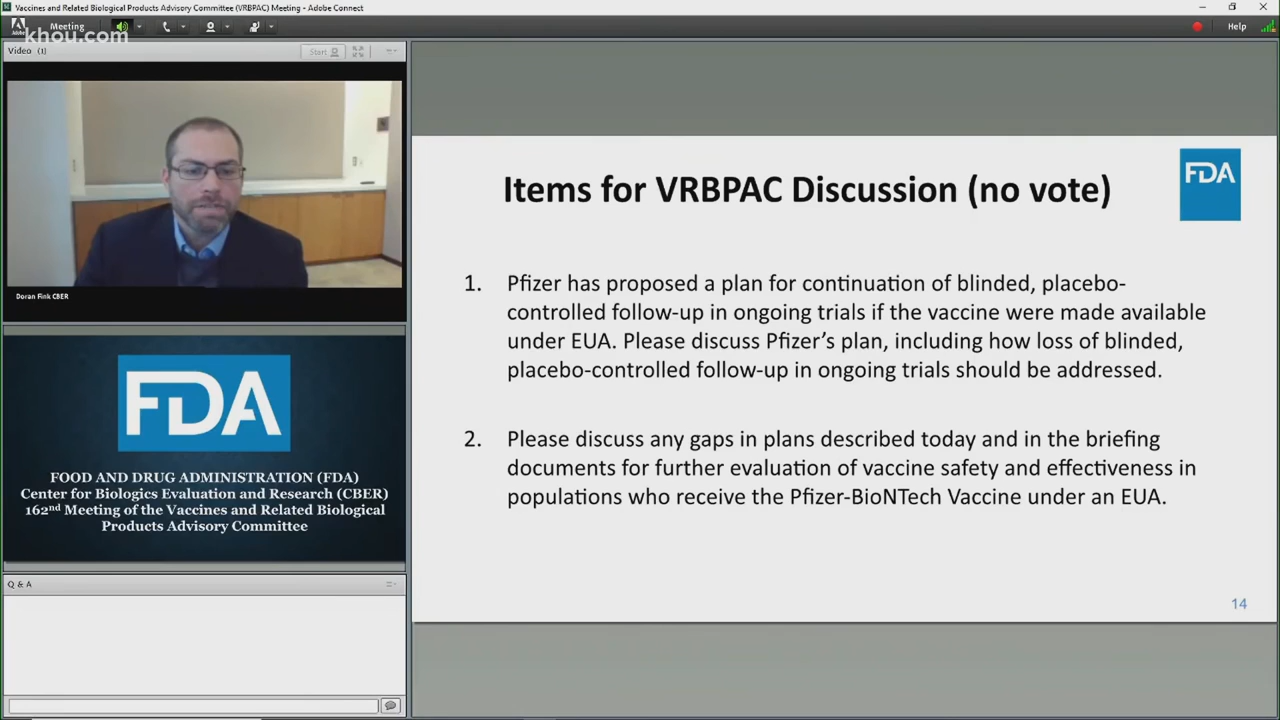 Vaccines and Related Biological Products Advisory Committee (VRBPAC) Meeting - Adobe Connect
Meeting
Help
khou.com
Video (1)
Start
Doran Fink CBER
FDA
FOOD AND DRUG ADMINISTRATION (FDA)
Center for Biologics Evaluation and Research (CBER)
162nd Meeting of the Vaccines and Related Biological
Products Advisory Committee
Q & A
Items for VRBPAC Discussion (no vote)
FDA
1. Pfizer has proposed a plan for continuation of blinded, placebo-
controlled follow-up in ongoing trials if the vaccine were made available
under EUA. Please discuss Pfizer’s plan, including how loss of blinded,
placebo-controlled follow-up in ongoing trials should be addressed.
2. Please discuss any gaps in plans described today and in the briefing
documents for further evaluation of vaccine safety and effectiveness in
populations who receive the Pfizer-BioNTech Vaccine under an EUA.
14